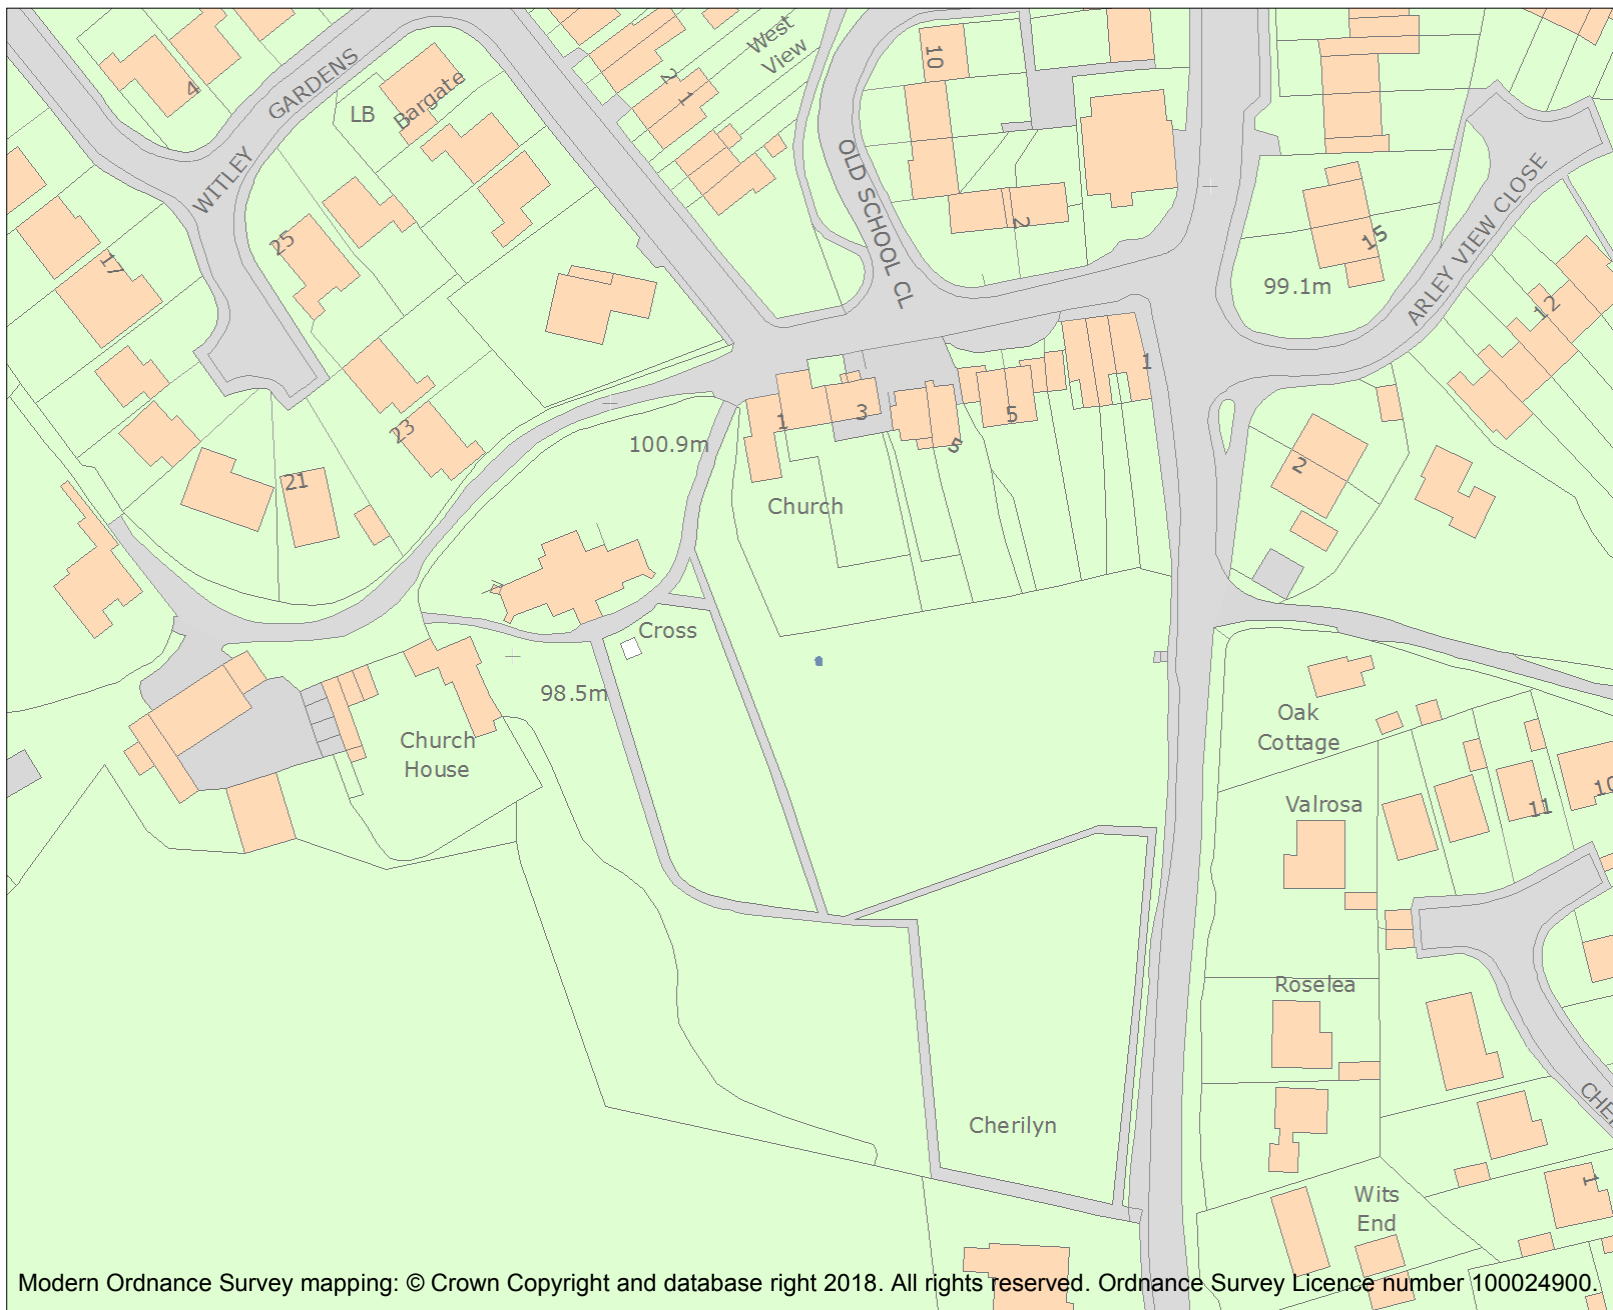 West
View
10
GARDENS
4
LB
Bargate
2
1
WITLEY
OLD SCHOOL CL
2
ARLEY VIEW CLOSE
15
25
17
99.1m
12
1
3
1
5
5
23
100.9m
2
21
Church
Cross
98.5m
Oak
Cottage
Church
House
Valrosa
10
11
Roselea
CHE
Cherilyn
Wits
End
1
Modern Ordnance Survey mapping: © Crown Copyright and database right 2018. All rights reserved. Ordnance Survey Licence number 100024900.